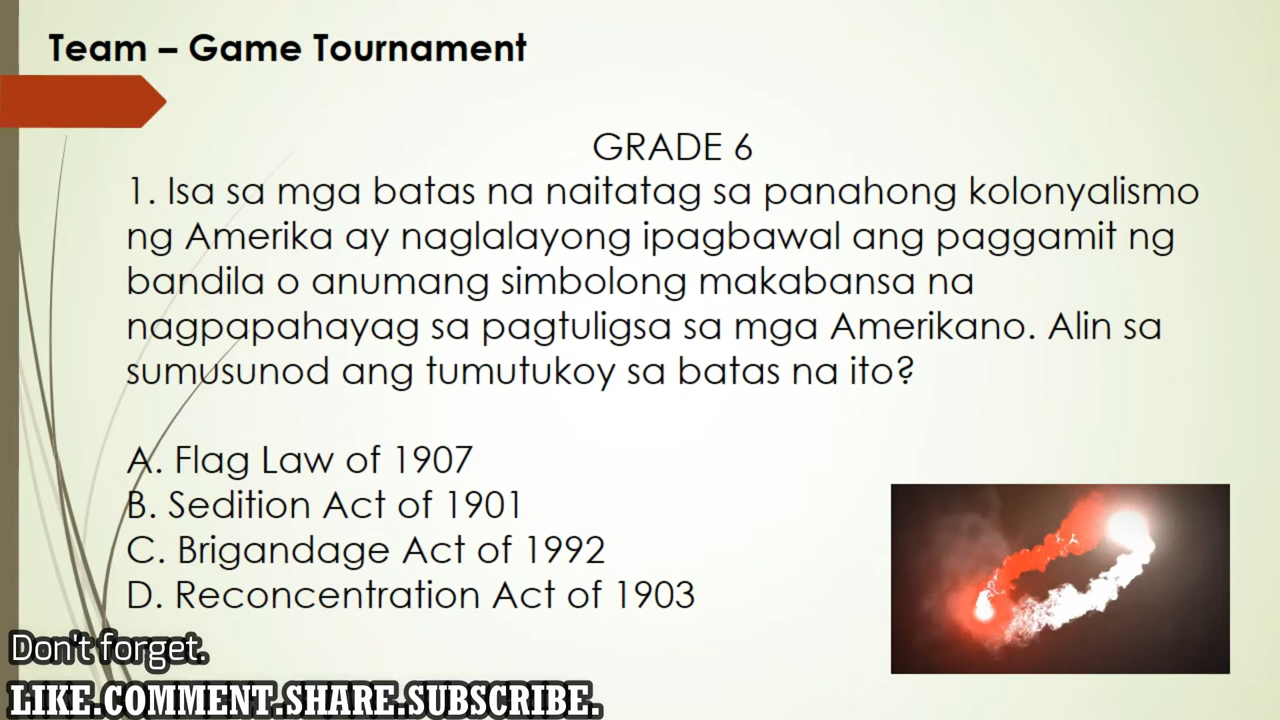 Team – Game Tournament
GRADE 6
1. Isa sa mga batas na naitatag sa panahong kolonyalismo
ng Amerika ay naglalayong ipagbawal ang paggamit ng
bandila o anumang simbolong makabansa na
nagpapahayag sa pagtuligsa sa mga Amerikano. Alin sa
sumusunod ang tumutukoy sa batas na ito?
A. Flag Law of 1907
B. Sedition Act of 1901
C. Brigandage Act of 1992
D. Reconcentration Act of 1903
Don't forget.
LIKE.COMMENT.SHARE.SUBSCRIBE.